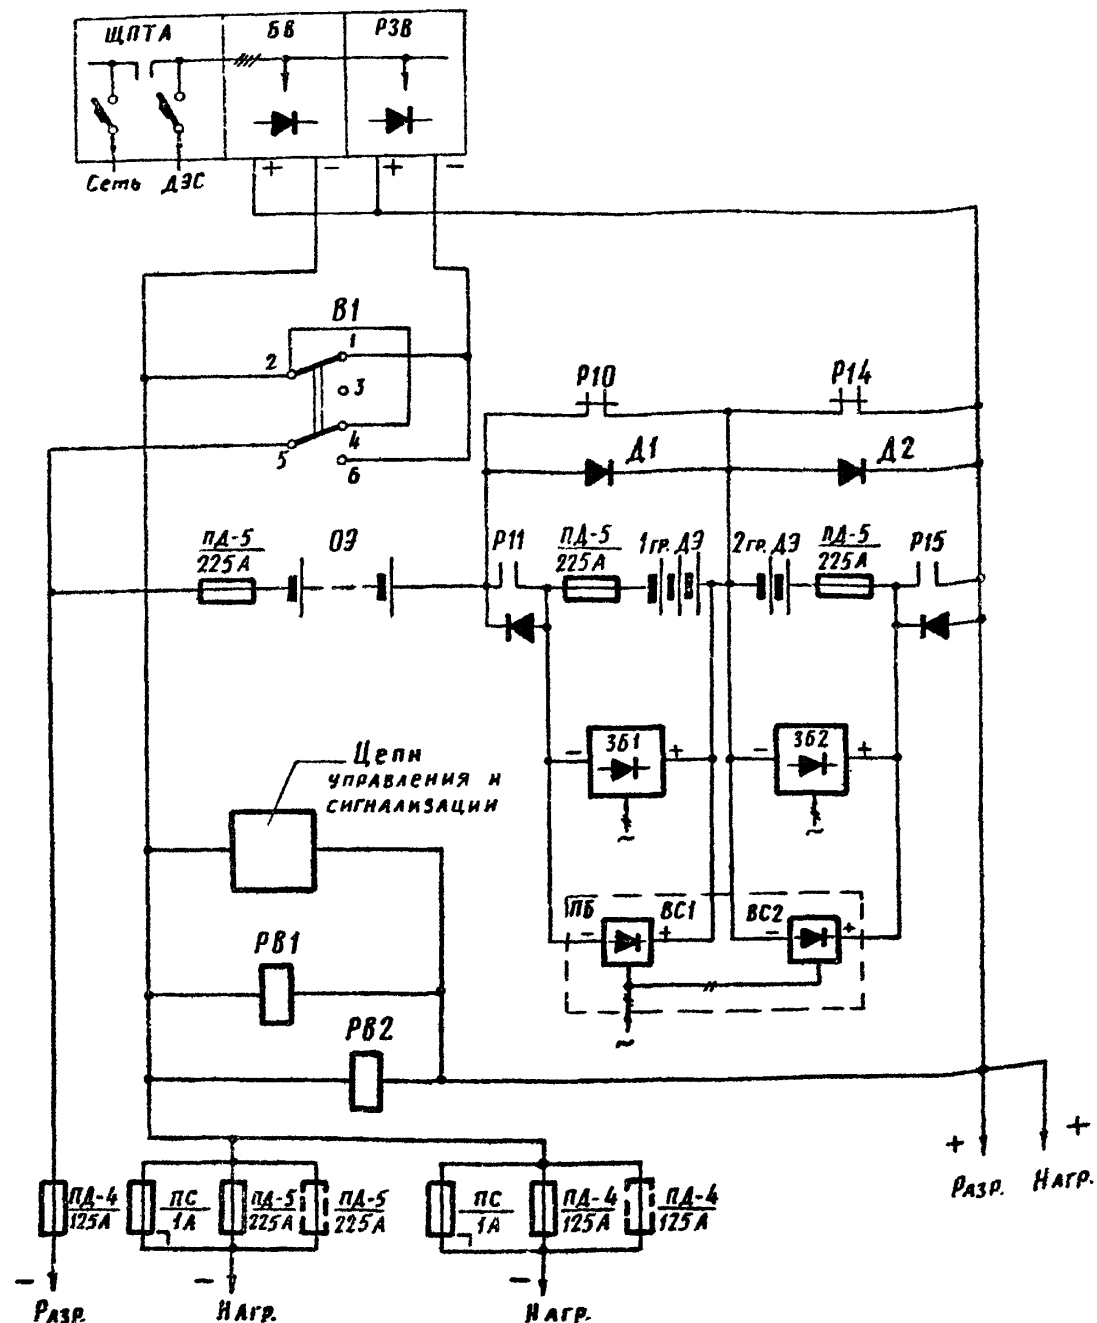 ЩПТА
БВ
РЗВ
Сеть
ДЭС
+
−
+
−
В1
1
2
3
4
5
6
Р10
Р14
Д1
Д2
ПД-5
225А
ОЭ
Р11
ПД-5
225А
1гр. ДЭ
2гр. ДЭ
ПД-5
225А
Р15
− ЗБ1 +
− ЗБ2 +
~
~
Цепи
управления и
сигнализации
ПБ
ВС1
ВС2
− +
− +
~
РВ1
РВ2
+
+
Разр.
Нагр.
ПД-4
125А
ПС
1А
ПД-5
225А
ПД-5
225А
ПС
1А
ПД-4
125А
ПД-4
125А
−
−
−
Разр.
Нагр.
Нагр.